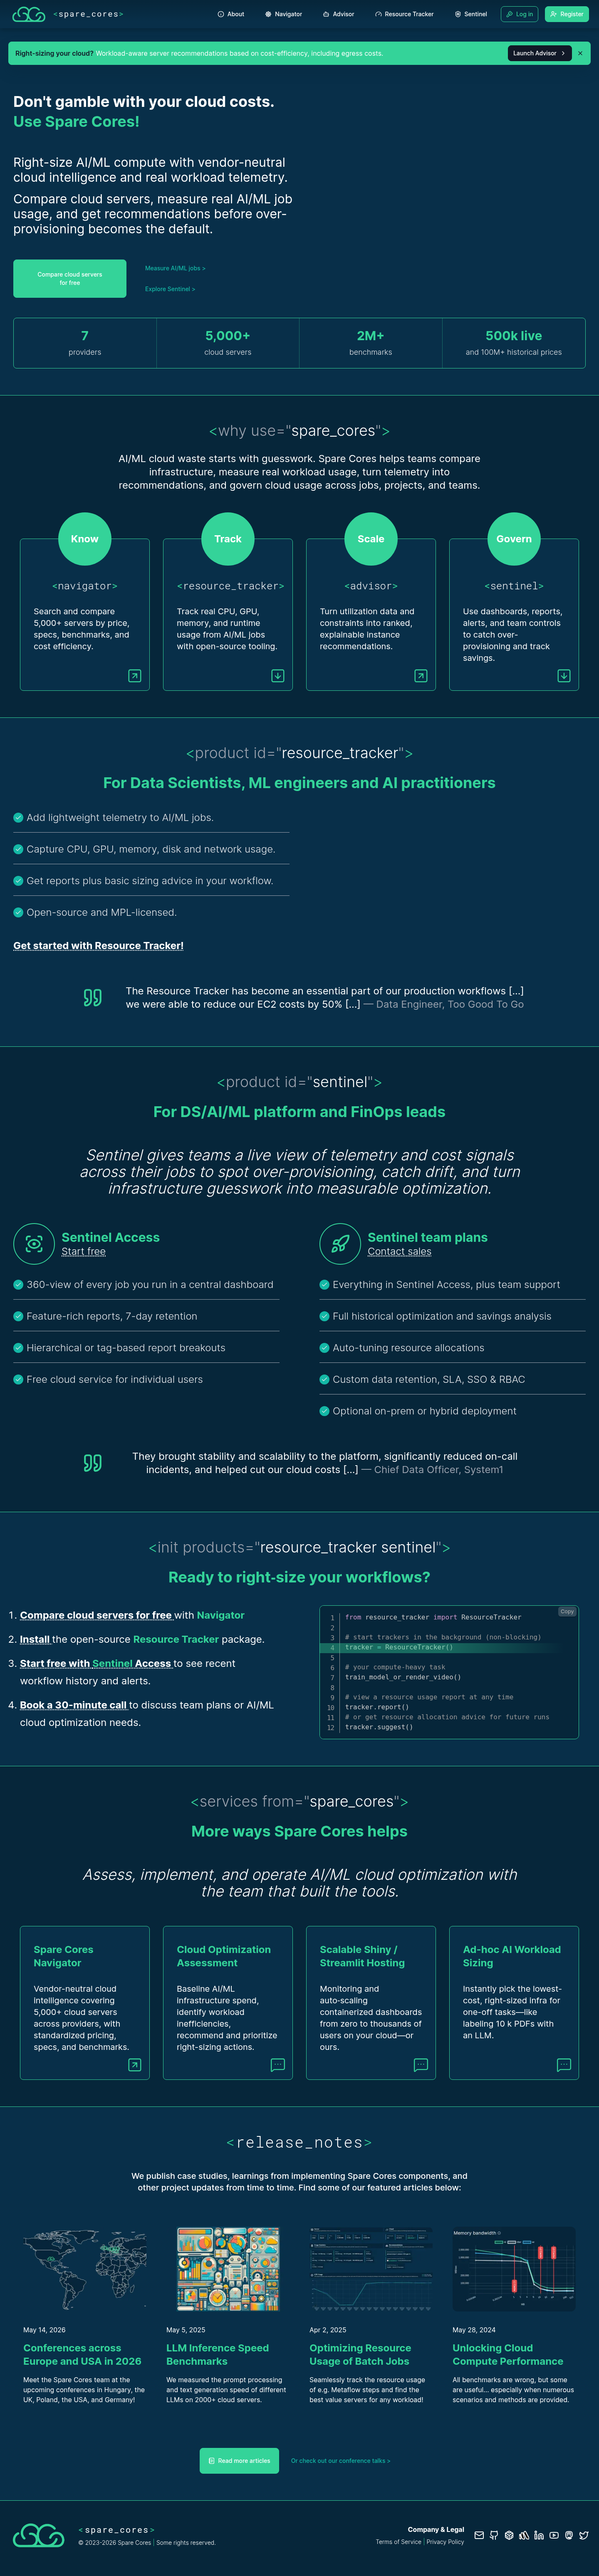 <spare_cores>
About
Navigator
Advisor
Resource Tracker
Sentinel
Log in
Register
Right-sizing your cloud? Workload-aware server recommendations based on cost-efficiency, including egress costs.
Launch Advisor
Don't gamble with your cloud costs.
Use Spare Cores!
Right-size AI/ML compute with vendor-neutral
cloud intelligence and real workload telemetry.
Compare cloud servers, measure real AI/ML job
usage, and get recommendations before over-
provisioning becomes the default.
Compare cloud servers
for free
Measure AI/ML jobs >
Explore Sentinel >
7
providers
5,000+
cloud servers
2M+
benchmarks
500k live
and 100M+ historical prices
<why use="spare_cores">
AI/ML cloud waste starts with guesswork. Spare Cores helps teams compare
infrastructure, measure real workload usage, turn telemetry into
recommendations, and govern cloud usage across jobs, projects, and teams.
Know
<navigator>
Search and compare
5,000+ servers by price,
specs, benchmarks, and
cost efficiency.
Track
<resource_tracker>
Track real CPU, GPU,
memory, and runtime
usage from AI/ML jobs
with open-source tooling.
Scale
<advisor>
Turn utilization data and
constraints into ranked,
explainable instance
recommendations.
Govern
<sentinel>
Use dashboards, reports,
alerts, and team controls
to catch over-
provisioning and track
savings.
<product id="resource_tracker">
For Data Scientists, ML engineers and AI practitioners
Add lightweight telemetry to AI/ML jobs.
Capture CPU, GPU, memory, disk and network usage.
Get reports plus basic sizing advice in your workflow.
Open-source and MPL-licensed.
Get started with Resource Tracker!
The Resource Tracker has become an essential part of our production workflows [...]
we were able to reduce our EC2 costs by 50% [...] — Data Engineer, Too Good To Go
<product id="sentinel">
For DS/AI/ML platform and FinOps leads
Sentinel gives teams a live view of telemetry and cost signals
across their jobs to spot over-provisioning, catch drift, and turn
infrastructure guesswork into measurable optimization.
Sentinel Access
Start free
360-view of every job you run in a central dashboard
Feature-rich reports, 7-day retention
Hierarchical or tag-based report breakouts
Free cloud service for individual users
Sentinel team plans
Contact sales
Everything in Sentinel Access, plus team support
Full historical optimization and savings analysis
Auto-tuning resource allocations
Custom data retention, SLA, SSO & RBAC
Optional on-prem or hybrid deployment
They brought stability and scalability to the platform, significantly reduced on-call
incidents, and helped cut our cloud costs [...] — Chief Data Officer, System1
<init products="resource_tracker sentinel">
Ready to right-size your workflows?
1. Compare cloud servers for free with Navigator
2. Install the open-source Resource Tracker package.
3. Start free with Sentinel Access to see recent
workflow history and alerts.
4. Book a 30-minute call to discuss team plans or AI/ML
cloud optimization needs.
Copy
1 from resource_tracker import ResourceTracker
2
3 # start trackers in the background (non-blocking)
4 tracker = ResourceTracker()
5
6 # your compute-heavy task
7 train_model_or_render_video()
8
9 # view a resource usage report at any time
10 tracker.report()
11 # or get resource allocation advice for future runs
12 tracker.suggest()
<services from="spare_cores">
More ways Spare Cores helps
Assess, implement, and operate AI/ML cloud optimization with
the team that built the tools.
Spare Cores
Navigator
Vendor-neutral cloud
intelligence covering
5,000+ cloud servers
across providers, with
standardized pricing,
specs, and benchmarks.
Cloud Optimization
Assessment
Baseline AI/ML
infrastructure spend,
identify workload
inefficiencies,
recommend and prioritize
right-sizing actions.
Scalable Shiny /
Streamlit Hosting
Monitoring and
auto-scaling
containerized dashboards
from zero to thousands of
users on your cloud—or
ours.
Ad-hoc AI Workload
Sizing
Instantly pick the lowest-
cost, right-sized infra for
one-off tasks—like
labeling 10 k PDFs with
an LLM.
<release_notes>
We publish case studies, learnings from implementing Spare Cores components, and
other project updates from time to time. Find some of our featured articles below:
Memory bandwidth
May 14, 2026
Conferences across
Europe and USA in 2026
Meet the Spare Cores team at the
upcoming conferences in Hungary, the
UK, Poland, the USA, and Germany!
May 5, 2025
LLM Inference Speed
Benchmarks
We measured the prompt processing
and text generation speed of different
LLMs on 2000+ cloud servers.
Apr 2, 2025
Optimizing Resource
Usage of Batch Jobs
Seamlessly track the resource usage
of e.g. Metaflow steps and find the
best value servers for any workload!
May 28, 2024
Unlocking Cloud
Compute Performance
All benchmarks are wrong, but some
are useful... especially when numerous
scenarios and methods are provided.
Read more articles
Or check out our conference talks >
<spare_cores>
© 2023-2026 Spare Cores | Some rights reserved.
Company & Legal
Terms of Service | Privacy Policy